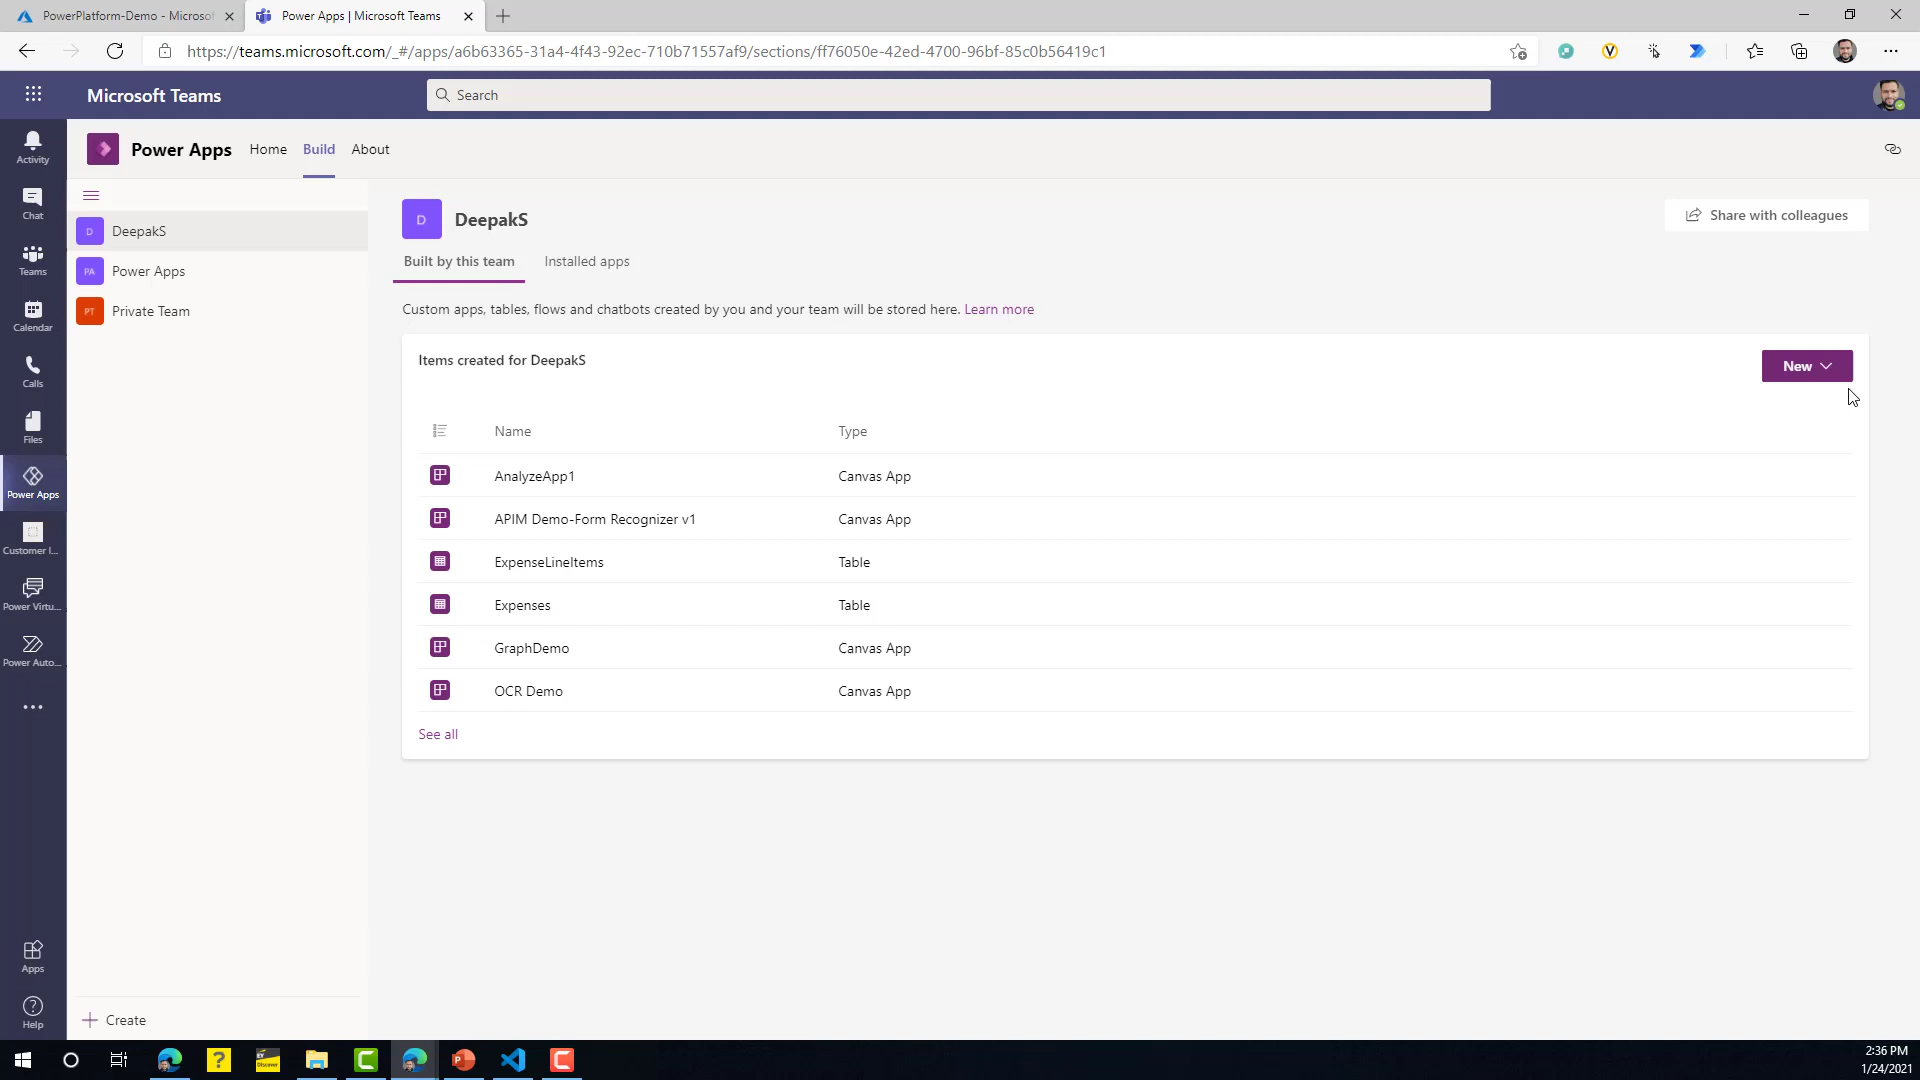 PowerPlatform-Demo - Microsof
Power Apps | Microsoft Teams
https://teams.microsoft.com/_#/apps/a6b63365-31a4-4f43-92ec-710b71557af9/sections/ff76050e-42ed-4700-96bf-85c0b56419c1
Microsoft Teams
Search
Activity
Chat
Teams
Calendar
Calls
Files
Power Apps
Customer I...
Power Virtu...
Power Auto...
Apps
Help
Power Apps
Home
Build
About
D
DeepakS
PA
Power Apps
PT
Private Team
Create
D
DeepakS
Share with colleagues
Built by this team
Installed apps
Custom apps, tables, flows and chatbots created by you and your team will be stored here. Learn more
Items created for DeepakS
New
Name
Type
AnalyzeApp1
Canvas App
APIM Demo-Form Recognizer v1
Canvas App
ExpenseLineItems
Table
Expenses
Table
GraphDemo
Canvas App
OCR Demo
Canvas App
See all
EY
Discover
2:36 PM
1/24/2021